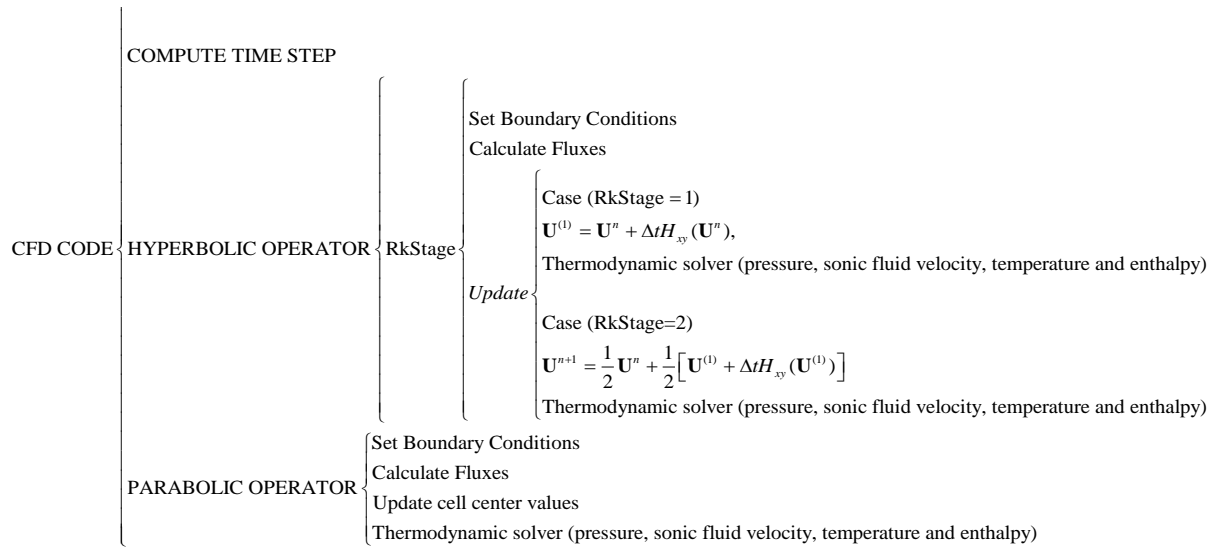 COMPUTE TIME STEP
Set Boundary Conditions
Calculate Fluxes
Case (RkStage = 1)
U^(1) = U^n + ΔtH_xy(U^n),
Thermodynamic solver (pressure, sonic fluid velocity, temperature and enthalpy)
CFD CODE HYPERBOLIC OPERATOR RkStage
Update
Case (RkStage=2)
U^{n+1} = 1/2 U^n + 1/2 [U^(1) + ΔtH_xy(U^(1))]
Thermodynamic solver (pressure, sonic fluid velocity, temperature and enthalpy)
Set Boundary Conditions
Calculate Fluxes
PARABOLIC OPERATOR
Update cell center values
Thermodynamic solver (pressure, sonic fluid velocity, temperature and enthalpy)